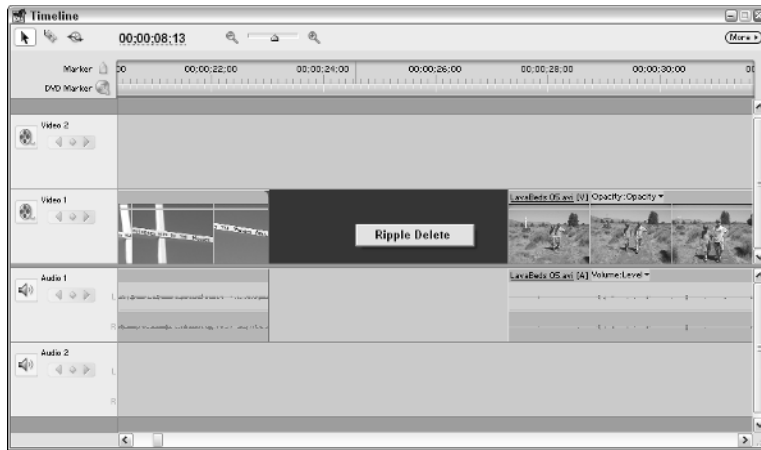 Timeline
00;00;08;13
More
Marker
00 00;00;22;00 00;00;24;00 00;00;26;00 00;00;28;00 00;00;30;00 00
DVD Marker
Video 2
Video 1
LavaBeds 05.avi [V] Opacity:Opacity
Ripple Delete
Audio 1
LavaBeds 05.avi [A] Volume:Level
L
R
Audio 2
L
R